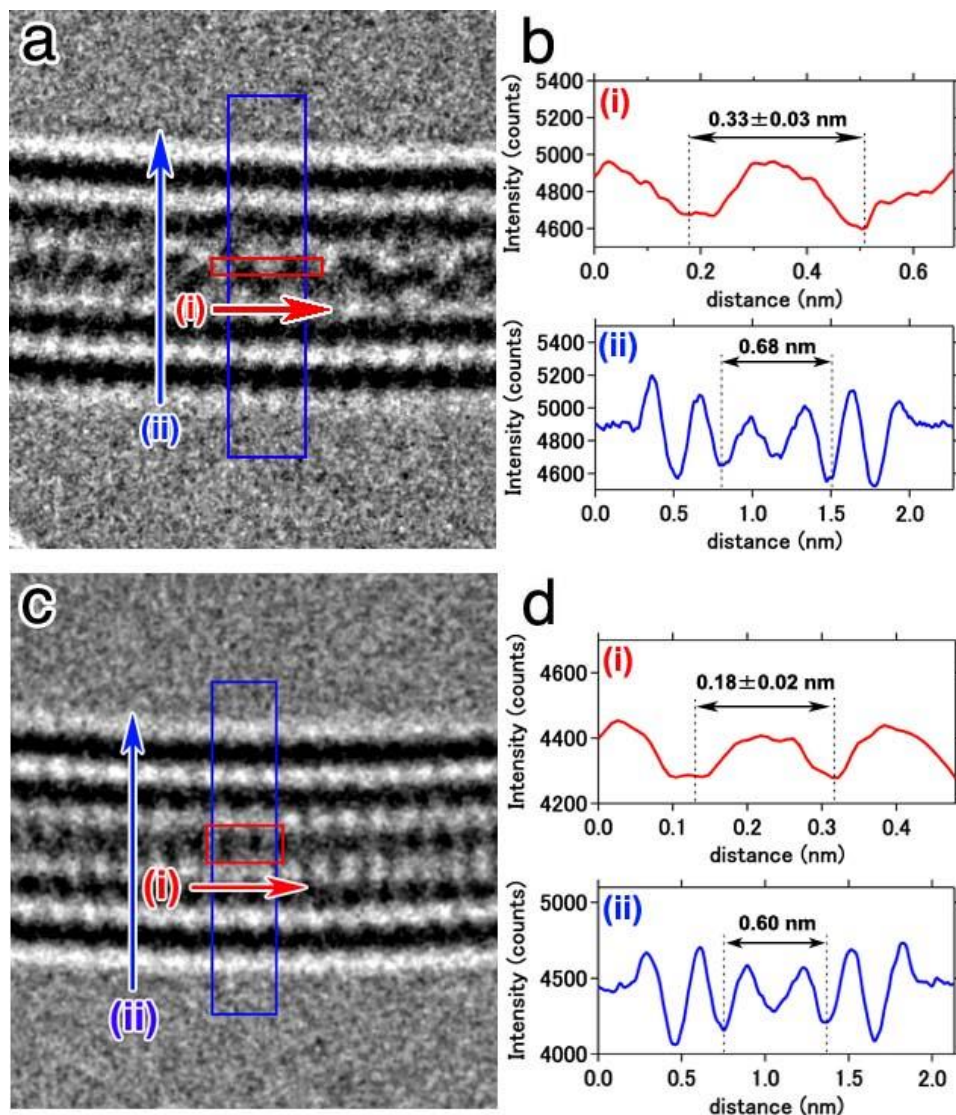 a
(i)
(ii)
b
(i)
0.33±0.03 nm
Intensity (counts)
5400
5200
5000
4800
4600
0.0
0.2
0.4
0.6
distance (nm)
(ii)
0.68 nm
Intensity (counts)
5400
5200
5000
4800
4600
0.0
0.5
1.0
1.5
2.0
distance (nm)
c
(i)
(ii)
d
(i)
0.18±0.02 nm
Intensity (counts)
4600
4400
4200
0.0
0.1
0.2
0.3
0.4
distance (nm)
(ii)
0.60 nm
Intensity (counts)
5000
4500
4000
0.0
0.5
1.0
1.5
2.0
distance (nm)